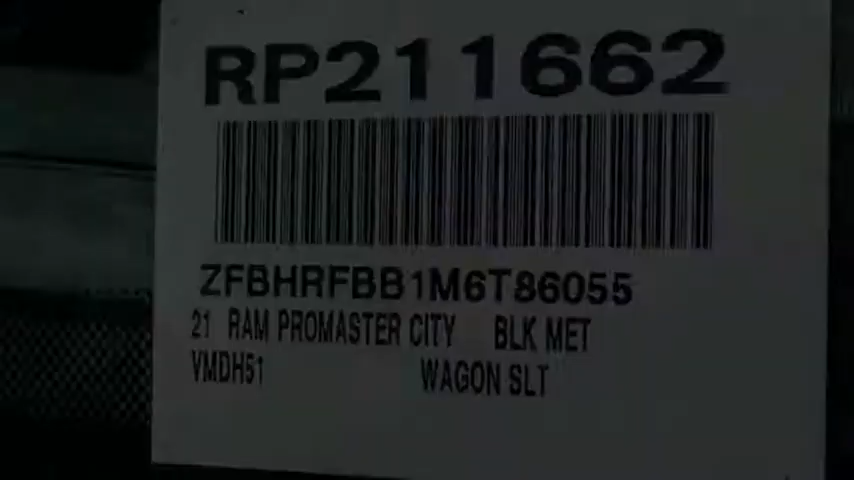 RP211662
ZFBHRFBB1M6T86055
21 RAM PROMASTER CITY BLK MET
VMDH51 WAGON SLT